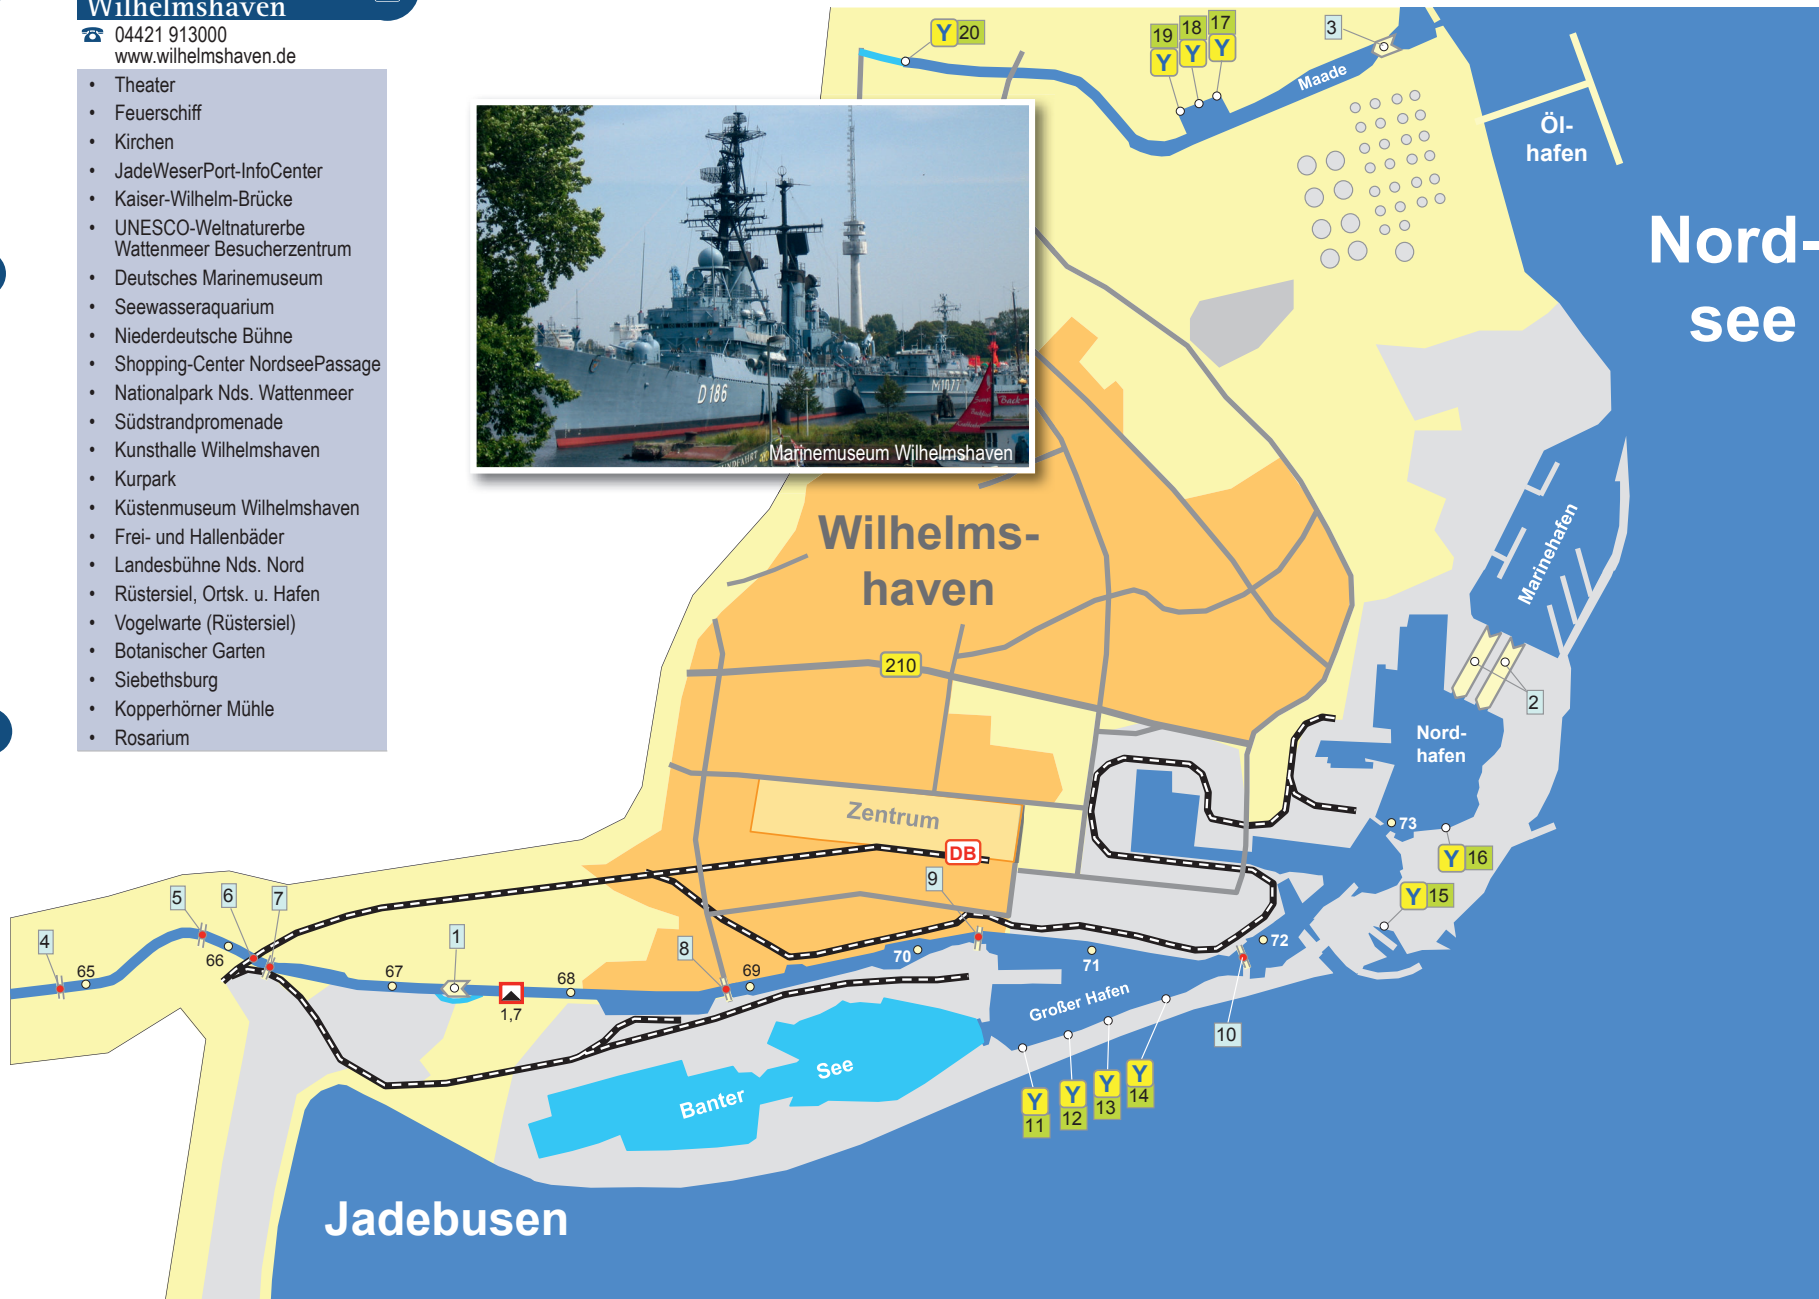 Wilhelmshaven
☎ 04421 913000
www.wilhelmshaven.de
• Theater
• Feuerschiff
• Kirchen
• JadeWeserPort-InfoCenter
• Kaiser-Wilhelm-Brücke
• UNESCO-Weltnaturerbe
Wattenmeer Besucherzentrum
• Deutsches Marinemuseum
• Seewasseraquarium
• Niederdeutsche Bühne
• Shopping-Center NordseePassage
• Nationalpark Nds. Wattenmeer
• Südstrandpromenade
• Kunsthalle Wilhelmshaven
• Kurpark
• Küstenmuseum Wilhelmshaven
• Frei- und Hallenbäder
• Landesbühne Nds. Nord
• Rüstersiel, Ortsk. u. Hafen
• Vogelwarte (Rüstersiel)
• Botanischer Garten
• Siebethsburg
• Kopperhörner Mühle
• Rosarium
D 186
M1077
Back-
Marinemuseum Wilhelmshaven
Y 20
19 Y
18 Y
17 Y
3
Maade
Öl-
hafen
Nord-
see
Wilhelms-
haven
210
Marinehafen
2
Nord-
hafen
Zentrum
DB
73
Y 16
Y 15
9
72
71
70
10
Großer Hafen
8
69
68
1,7
1
67
7
6
66
5
65
4
Banter
See
Y 11
Y 12
Y 13
Y 14
Jadebusen